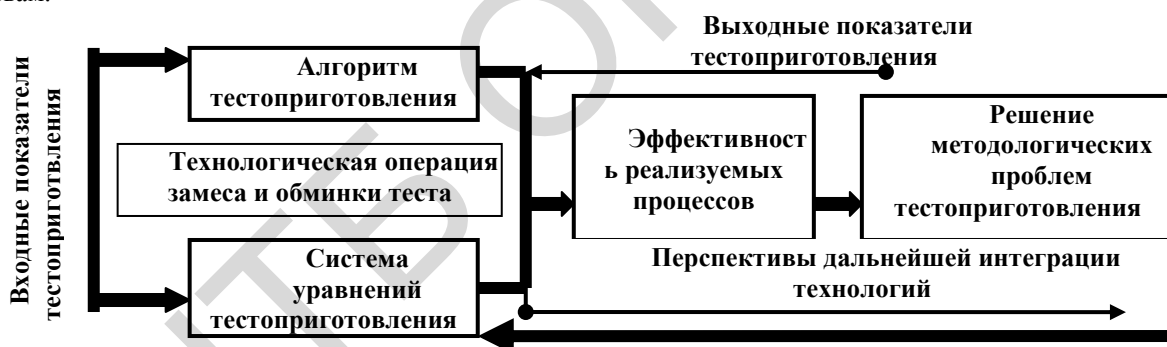 Входные показатели
тестоприготвления
Алгоритм
тестоприготовления
Технологическая операция
замеса и обминки теста
Система
уравнений
тестоприготовления
Выходные показатели
тестоприготовления
Эффективност
ь реализуемых
процессов
Решение
методологических
проблем
тестоприготовления
Перспективы дальнейшей интеграции
технологий